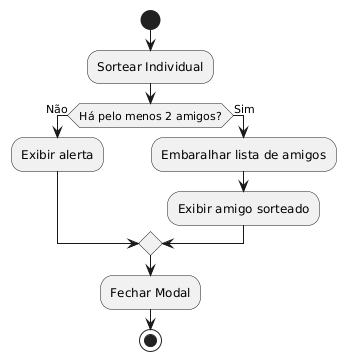 Sortear Individual
Não
Há pelo menos 2 amigos?
Sim
Exibir alerta
Embaralhar lista de amigos
Exibir amigo sorteado
Fechar Modal